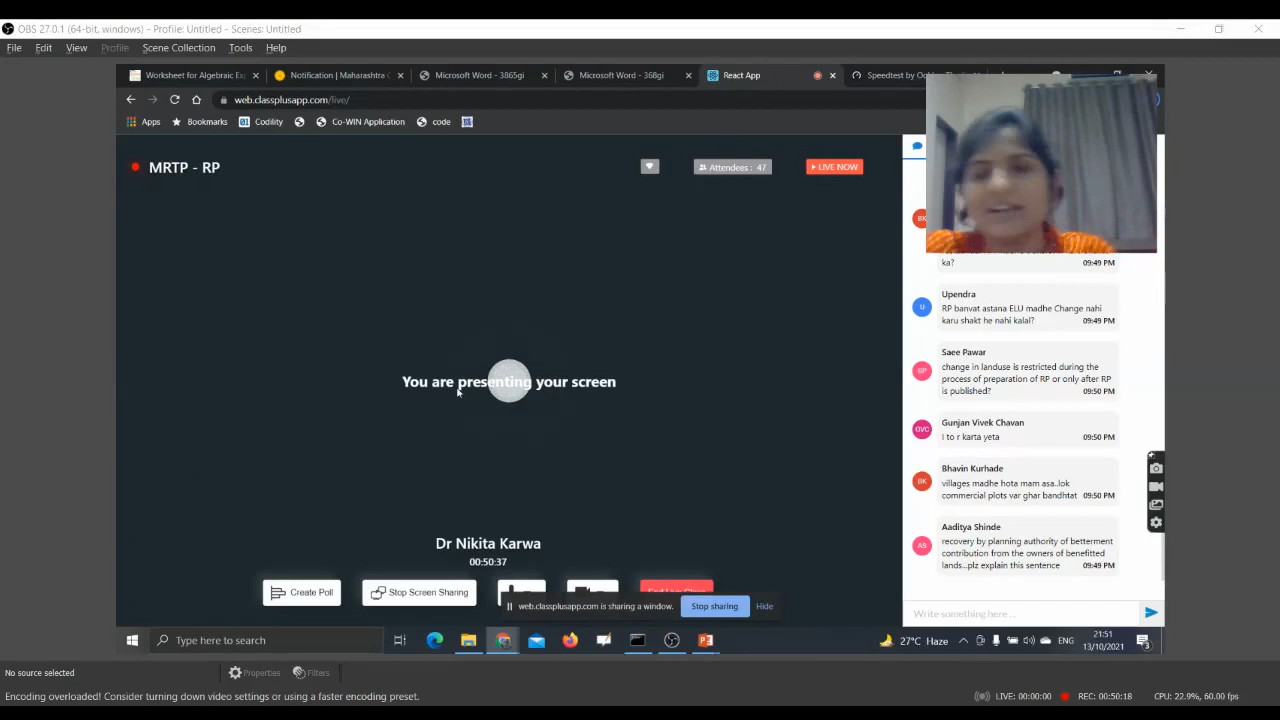 OBS 27.0.1 (64-bit, windows) - Profile: Untitled - Scenes: Untitled
File Edit View Profile Scene Collection Tools Help
Worksheet for Algebraic Ex Notification | Maharashtra Microsoft Word - 3865gi Microsoft Word - 368gi React App Speedtest by
web.classplusapp.com/live/
Apps Bookmarks Codility Co-WIN Application code
MRTP - RP
Attendees : 47
LIVE NOW
ka?
09:49 PM
Upendra
RP banvat astana ELU madhe Change nahi
karu shakt he nahi kalal? 09:49 PM
Saee Pawar
change in landuse is restricted during the
process of preparation of RP or only after RP
is published? 09:50 PM
Gunjan Vivek Chavan
I to r karta yeta 09:50 PM
Bhavin Kurhade
villages madhe hota mam asa..lok
commercial plots var ghar bandhtat 09:50 PM
Aaditya Shinde
recovery by planning authority of betterment
contribution from the owners of benefitted
lands...plz explain this sentence 09:49 PM
BK
U
SP
GVC
BK
AS
You are presenting your screen
Dr Nikita Karwa
00:50:37
Create Poll Stop Screen Sharing
web.classplusapp.com is sharing a window. Stop sharing Hide
Write something here ...
Type here to search
27°C Haze ENG 21:51
13/10/2021
3
No source selected Properties Filters
Encoding overloaded! Consider turning down video settings or using a faster encoding preset. LIVE: 00:00:00 REC: 00:50:18 CPU: 22.9%, 60.00 fps